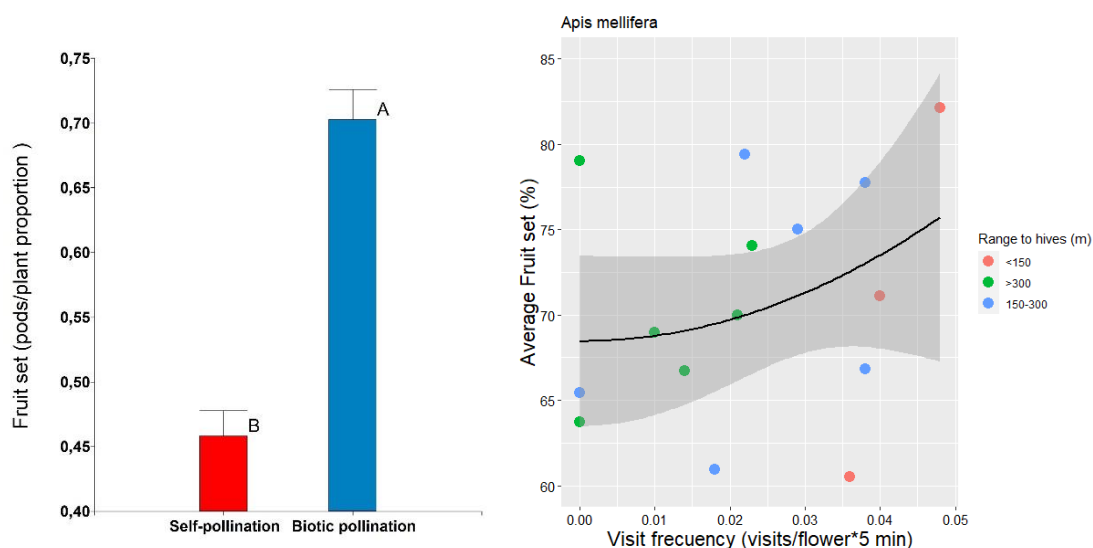 Fruit set (pods/plant proportion )
0,75
0,70
0,65
0,60
0,55
0,50
0,45
0,40
A
B
Self-pollination Biotic pollination
Apis mellifera
Average Fruit set (%)
85
80
75
70
65
60
0.00 0.01 0.02 0.03 0.04 0.05
Visit frecuency (visits/flower*5 min)
Range to hives (m)
<150
>300
150-300